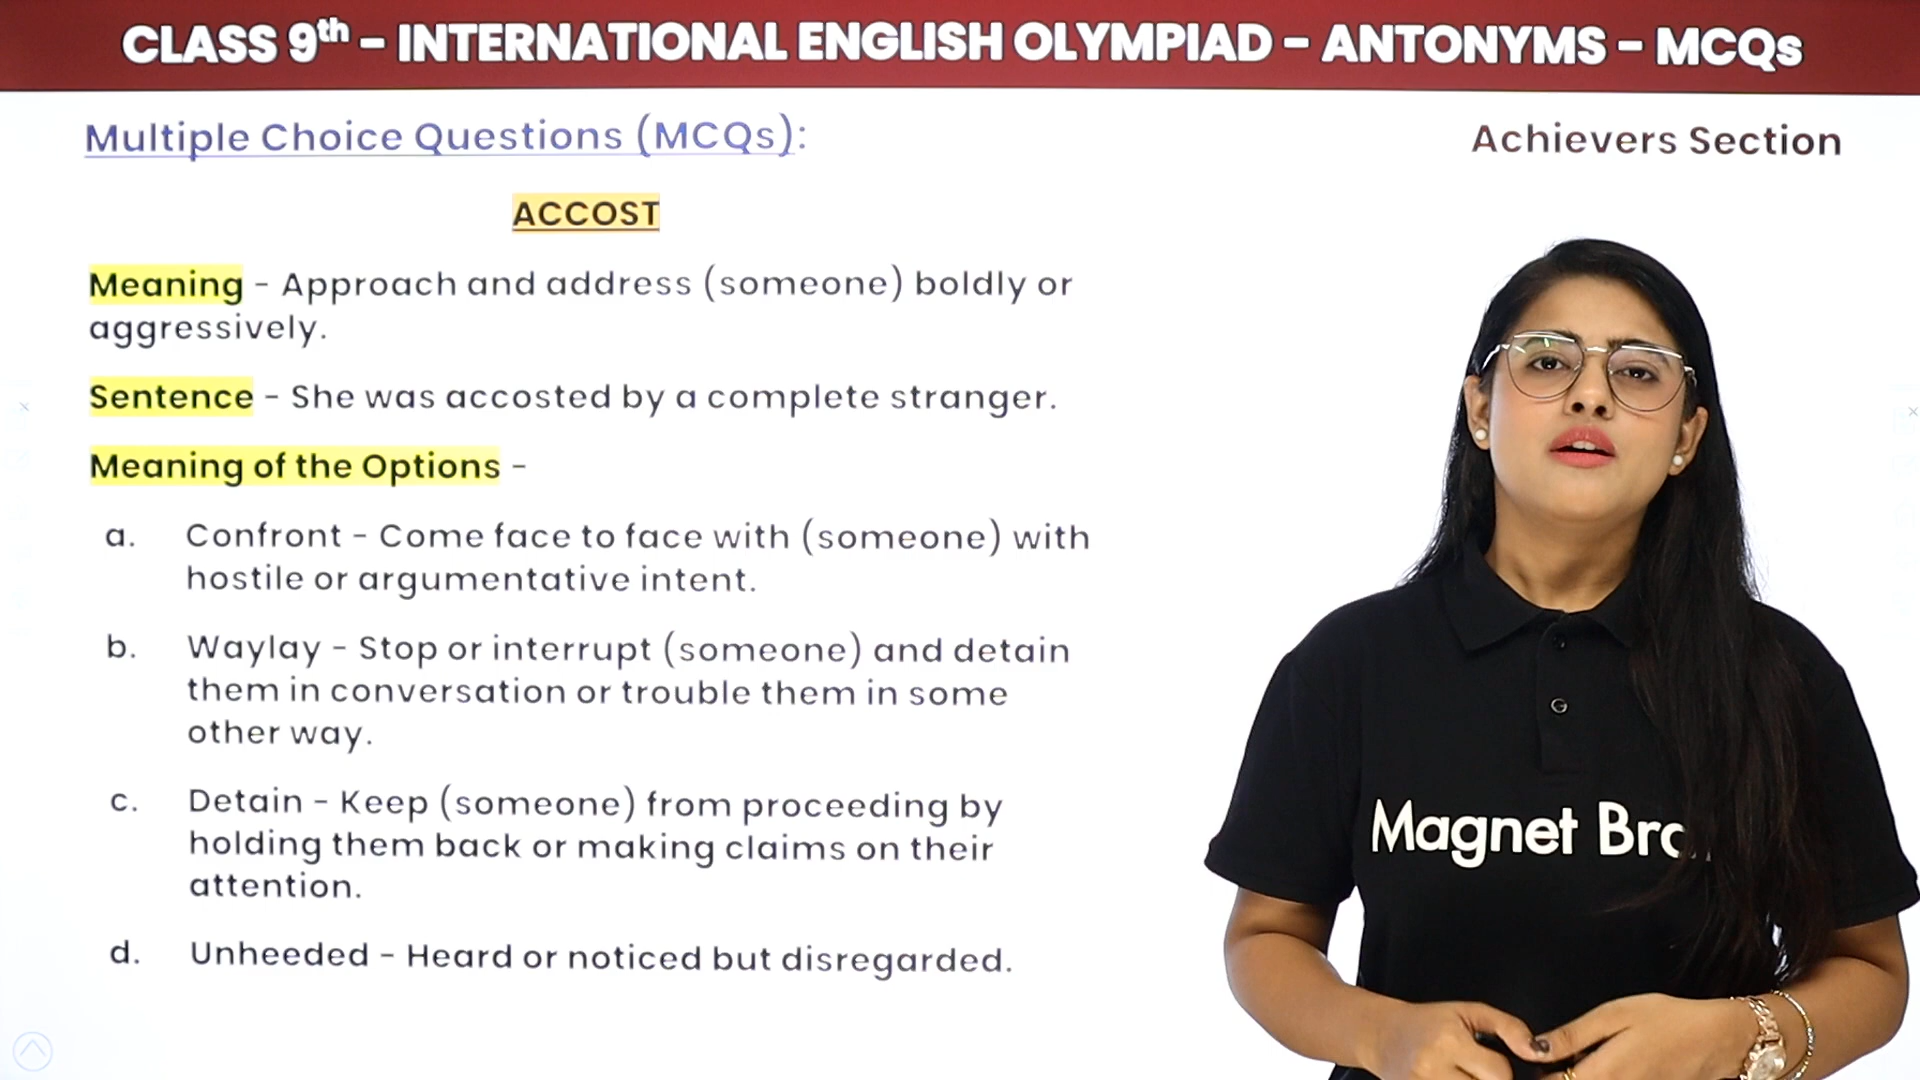 CLASS 9th - INTERNATIONAL ENGLISH OLYMPIAD - ANTONYMS - MCQs
Multiple Choice Questions (MCQs):
Achievers Section
ACCOST
Meaning - Approach and address (someone) boldly or
aggressively.
Sentence - She was accosted by a complete stranger.
Meaning of the Options -
a. Confront - Come face to face with (someone) with
hostile or argumentative intent.
b. Waylay - Stop or interrupt (someone) and detain
them in conversation or trouble them in some
other way.
c. Detain - Keep (someone) from proceeding by
holding them back or making claims on their
attention.
d. Unheeded - Heard or noticed but disregarded.
Magnet